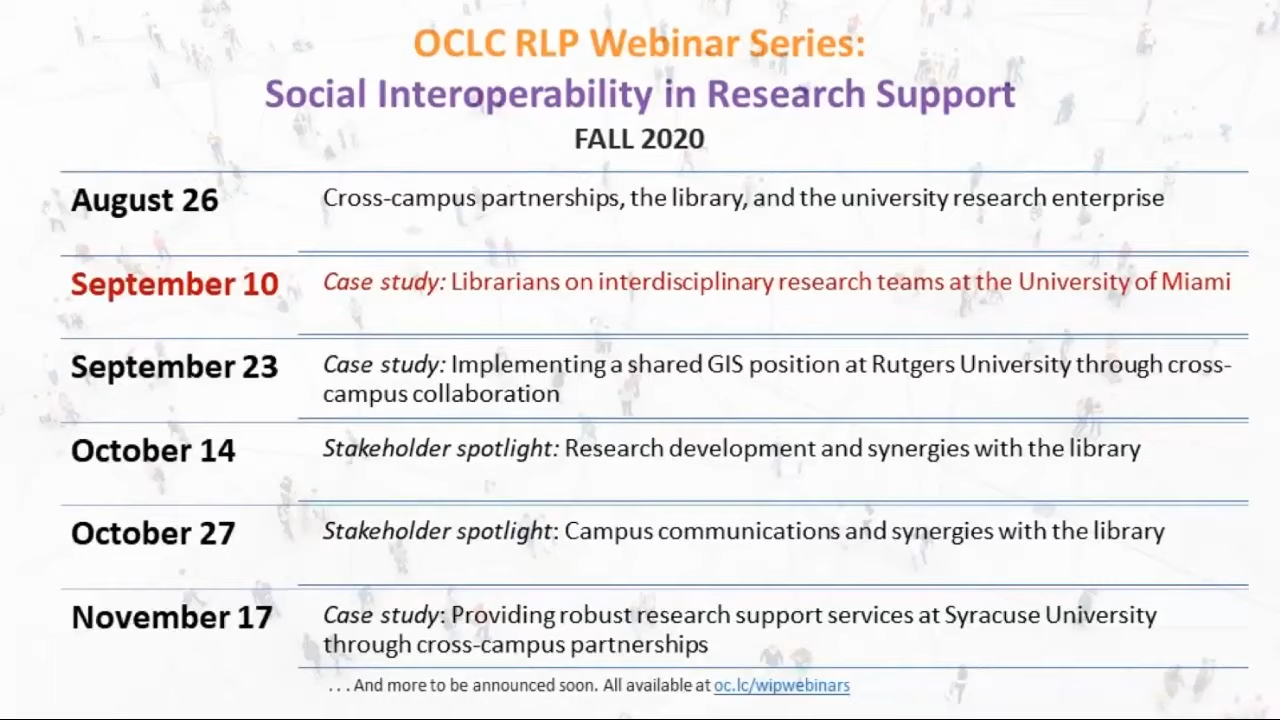 OCLC RLP Webinar Series:
Social Interoperability in Research Support
FALL 2020
August 26
Cross-campus partnerships, the library, and the university research enterprise
September 10
Case study: Librarians on interdisciplinary research teams at the University of Miami
September 23
Case study: Implementing a shared GIS position at Rutgers University through cross-
campus collaboration
October 14
Stakeholder spotlight: Research development and synergies with the library
October 27
Stakeholder spotlight: Campus communications and synergies with the library
November 17
Case study: Providing robust research support services at Syracuse University
through cross-campus partnerships
. . . And more to be announced soon. All available at oc.lc/wipwebinars